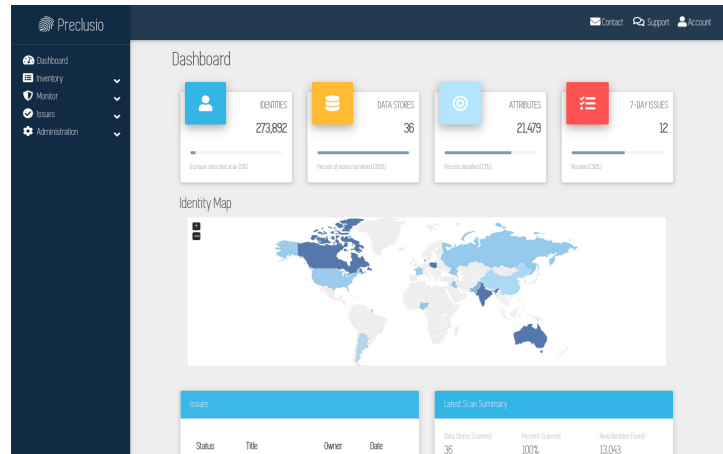 Preclusio
Contact Support Account
Dashboard
Inventory
Monitor
Issues
Administration
Dashboard
IDENTITIES
273,892
Increase since last scan (5%)
DATA STORES
36
Percent of stores monitored (100%)
ATTRIBUTES
21,479
Percent classified (73%)
7-DAY ISSUES
12
Resolved (58%)
Identity Map
+
−
Issues
Status Title Owner Date
Latest Scan Summary
Data Stores Scanned Percent Scanned New Identities Found
36 100% 13,043